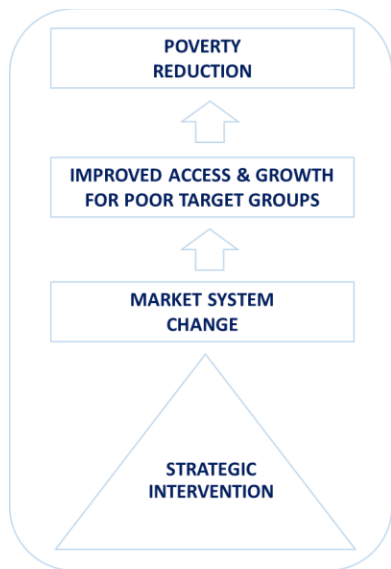 POVERTY
REDUCTION
IMPROVED ACCESS & GROWTH
FOR POOR TARGET GROUPS
MARKET SYSTEM
CHANGE
STRATEGIC
INTERVENTION